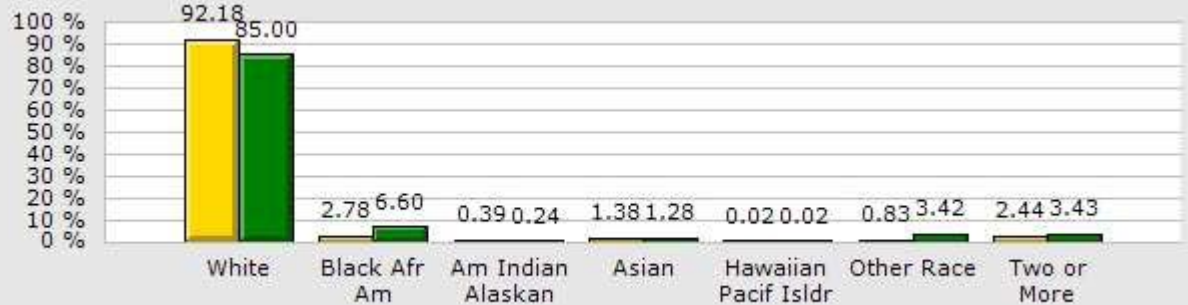 92.18
85.00
100 %
90 %
80 %
70 %
60 %
50 %
40 %
30 %
20 %
10 %
0 %
2.78 6.60
0.39 0.24
1.38 1.28
0.02 0.02
0.83 3.42
2.44 3.43
White
Black Afr
Am
Am Indian
Alaskan
Asian
Hawaiian
Pacif Isldr
Other Race
Two or
More